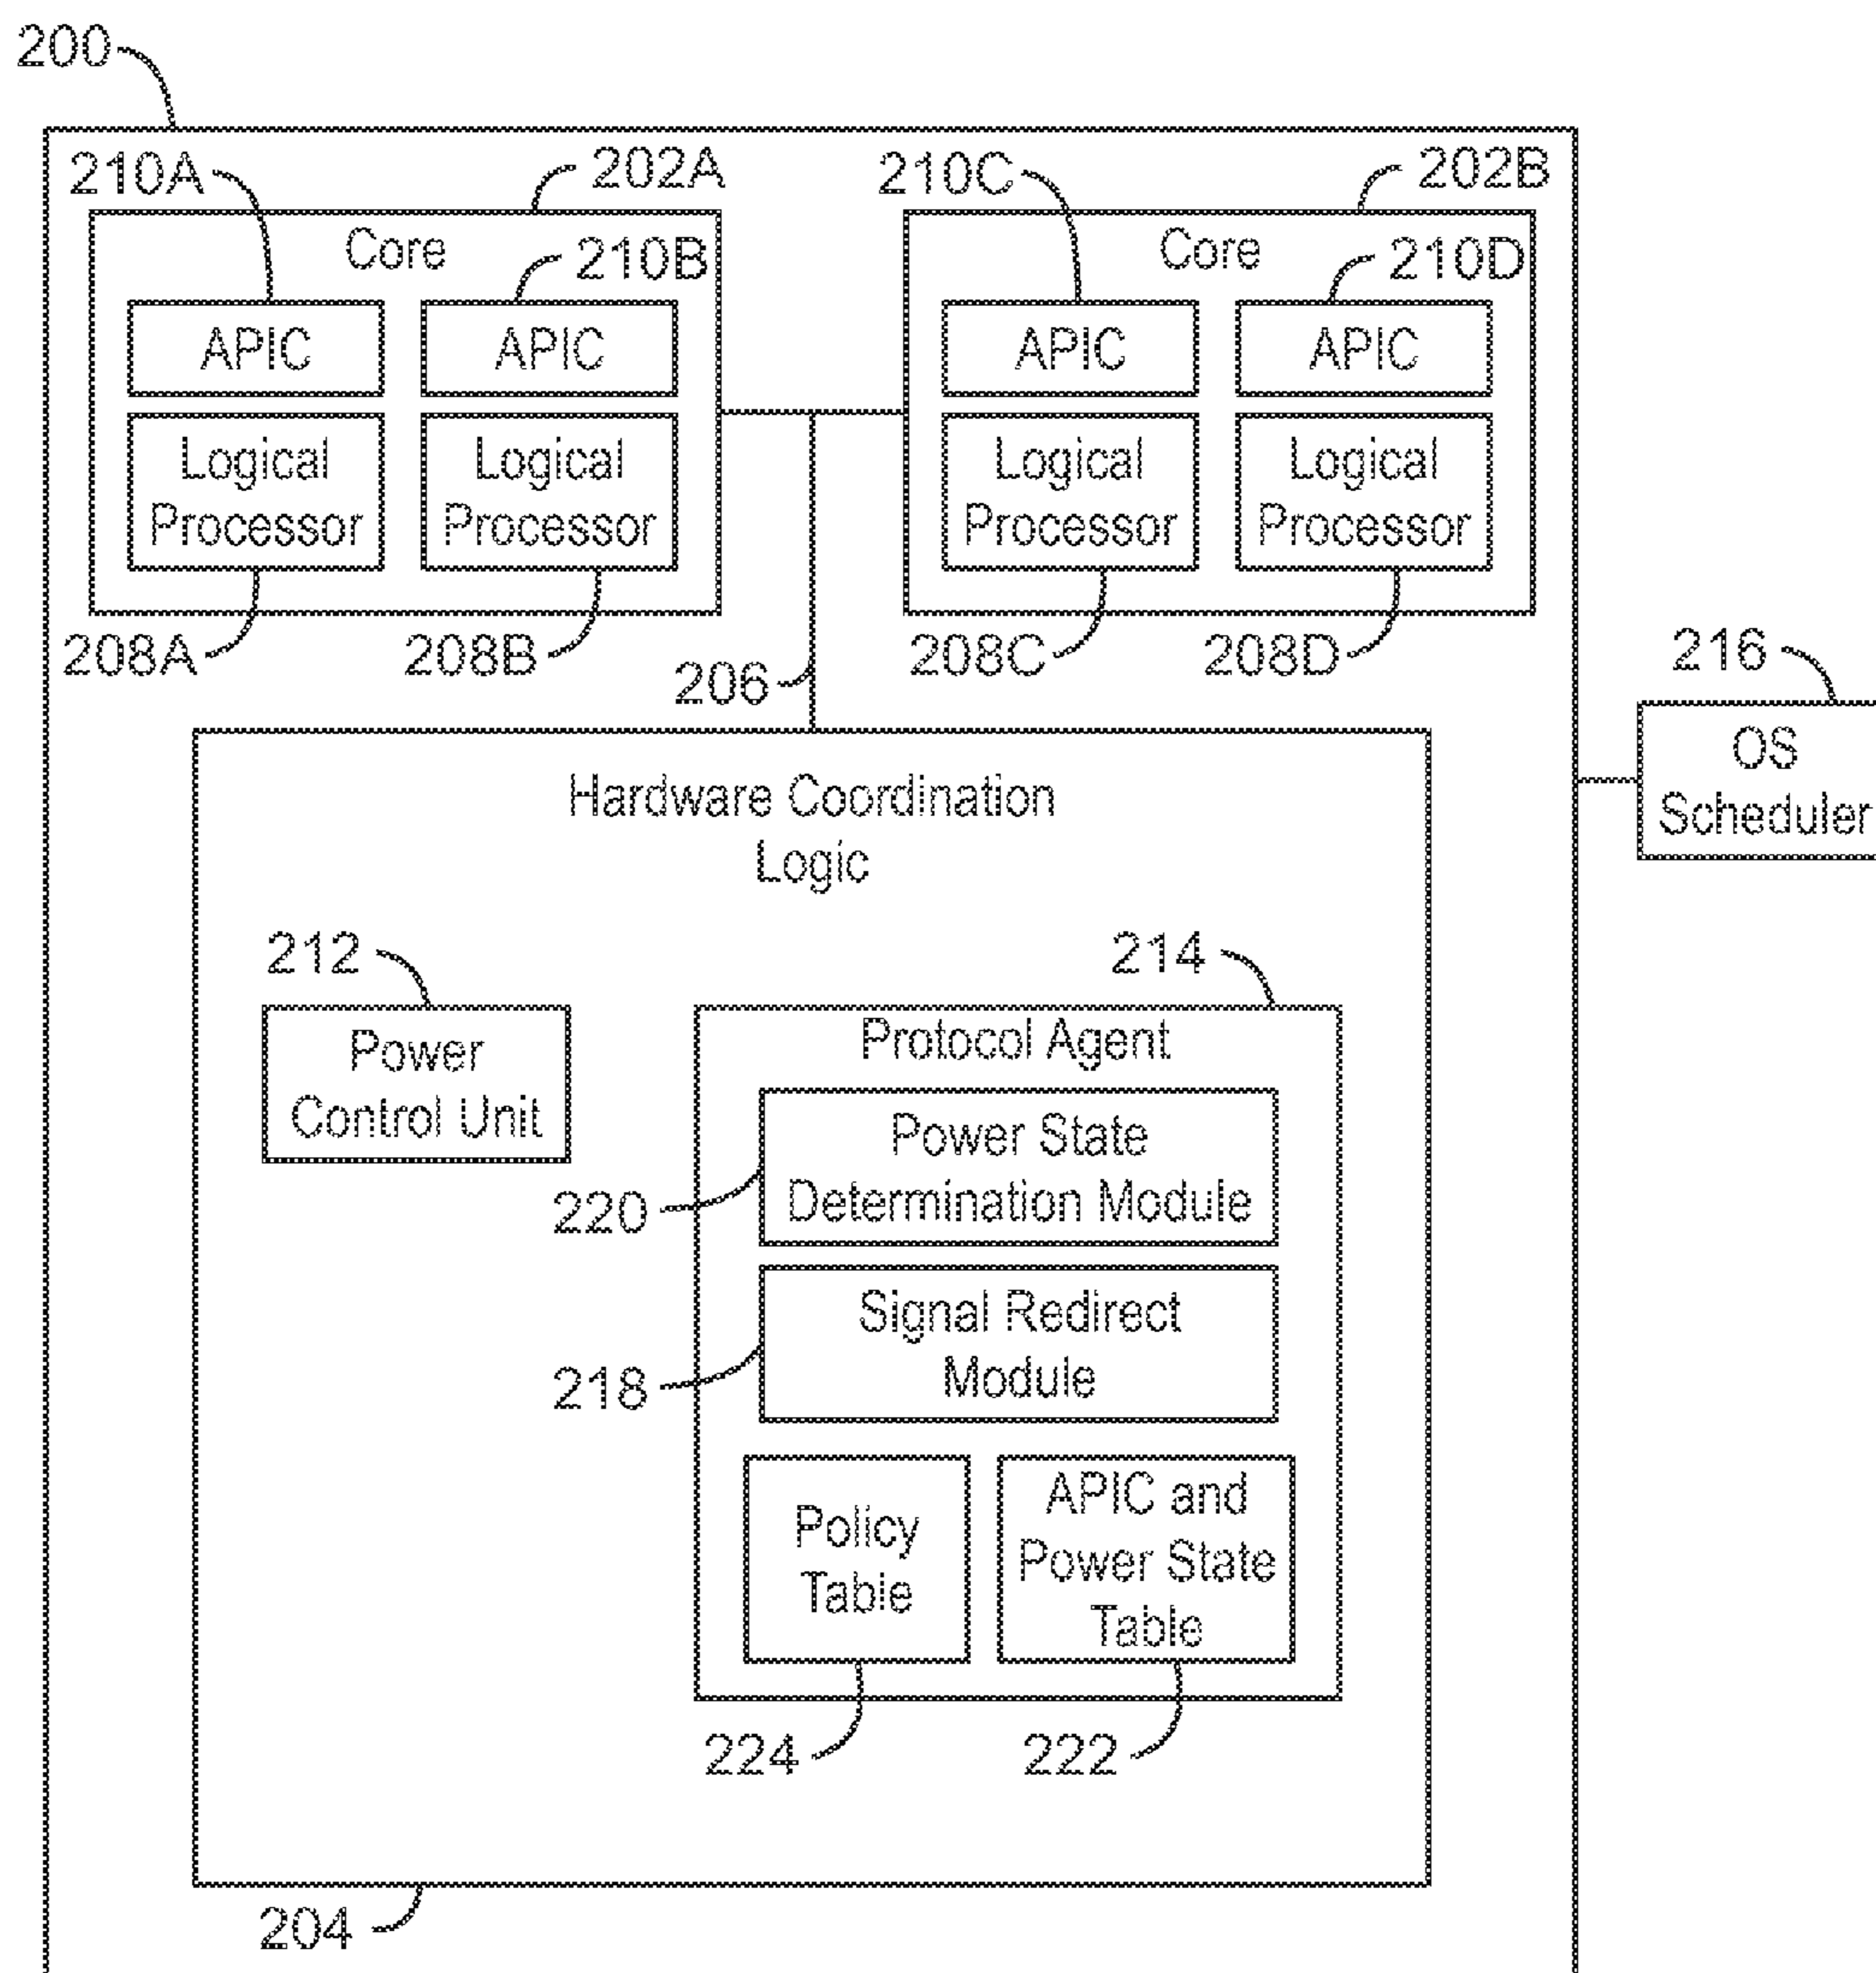 200
210A
202A
210C
202B
Core
210B
Core
210D
APIC
APIC
APIC
APIC
Logical
Processor
Logical
Processor
Logical
Processor
Logical
Processor
208A
208B
206
208C
208D
216
OS
Scheduler
Hardware Coordination
Logic
212
214
Power
Control Unit
Protocol Agent
Power State
Determination Module
220
Signal Redirect
Module
218
Policy
Table
APIC and
Power State
Table
224
222
204